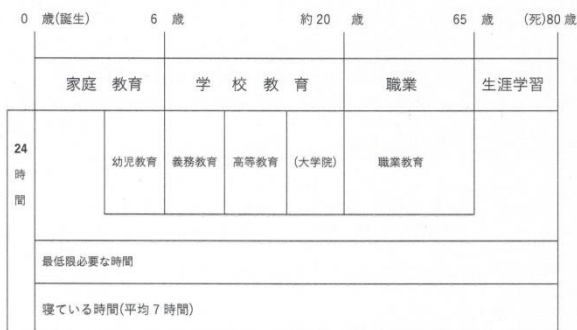 0 歳(誕生) 6 歳 約20 歳 65 歳 (死)80 歳
家庭 教育 学 校 教 育 職業 生涯学習
24
時
間
幼児教育 義務教育 高等教育 (大学院) 職業教育
最低限必要な時間
寝ている時間(平均7時間)